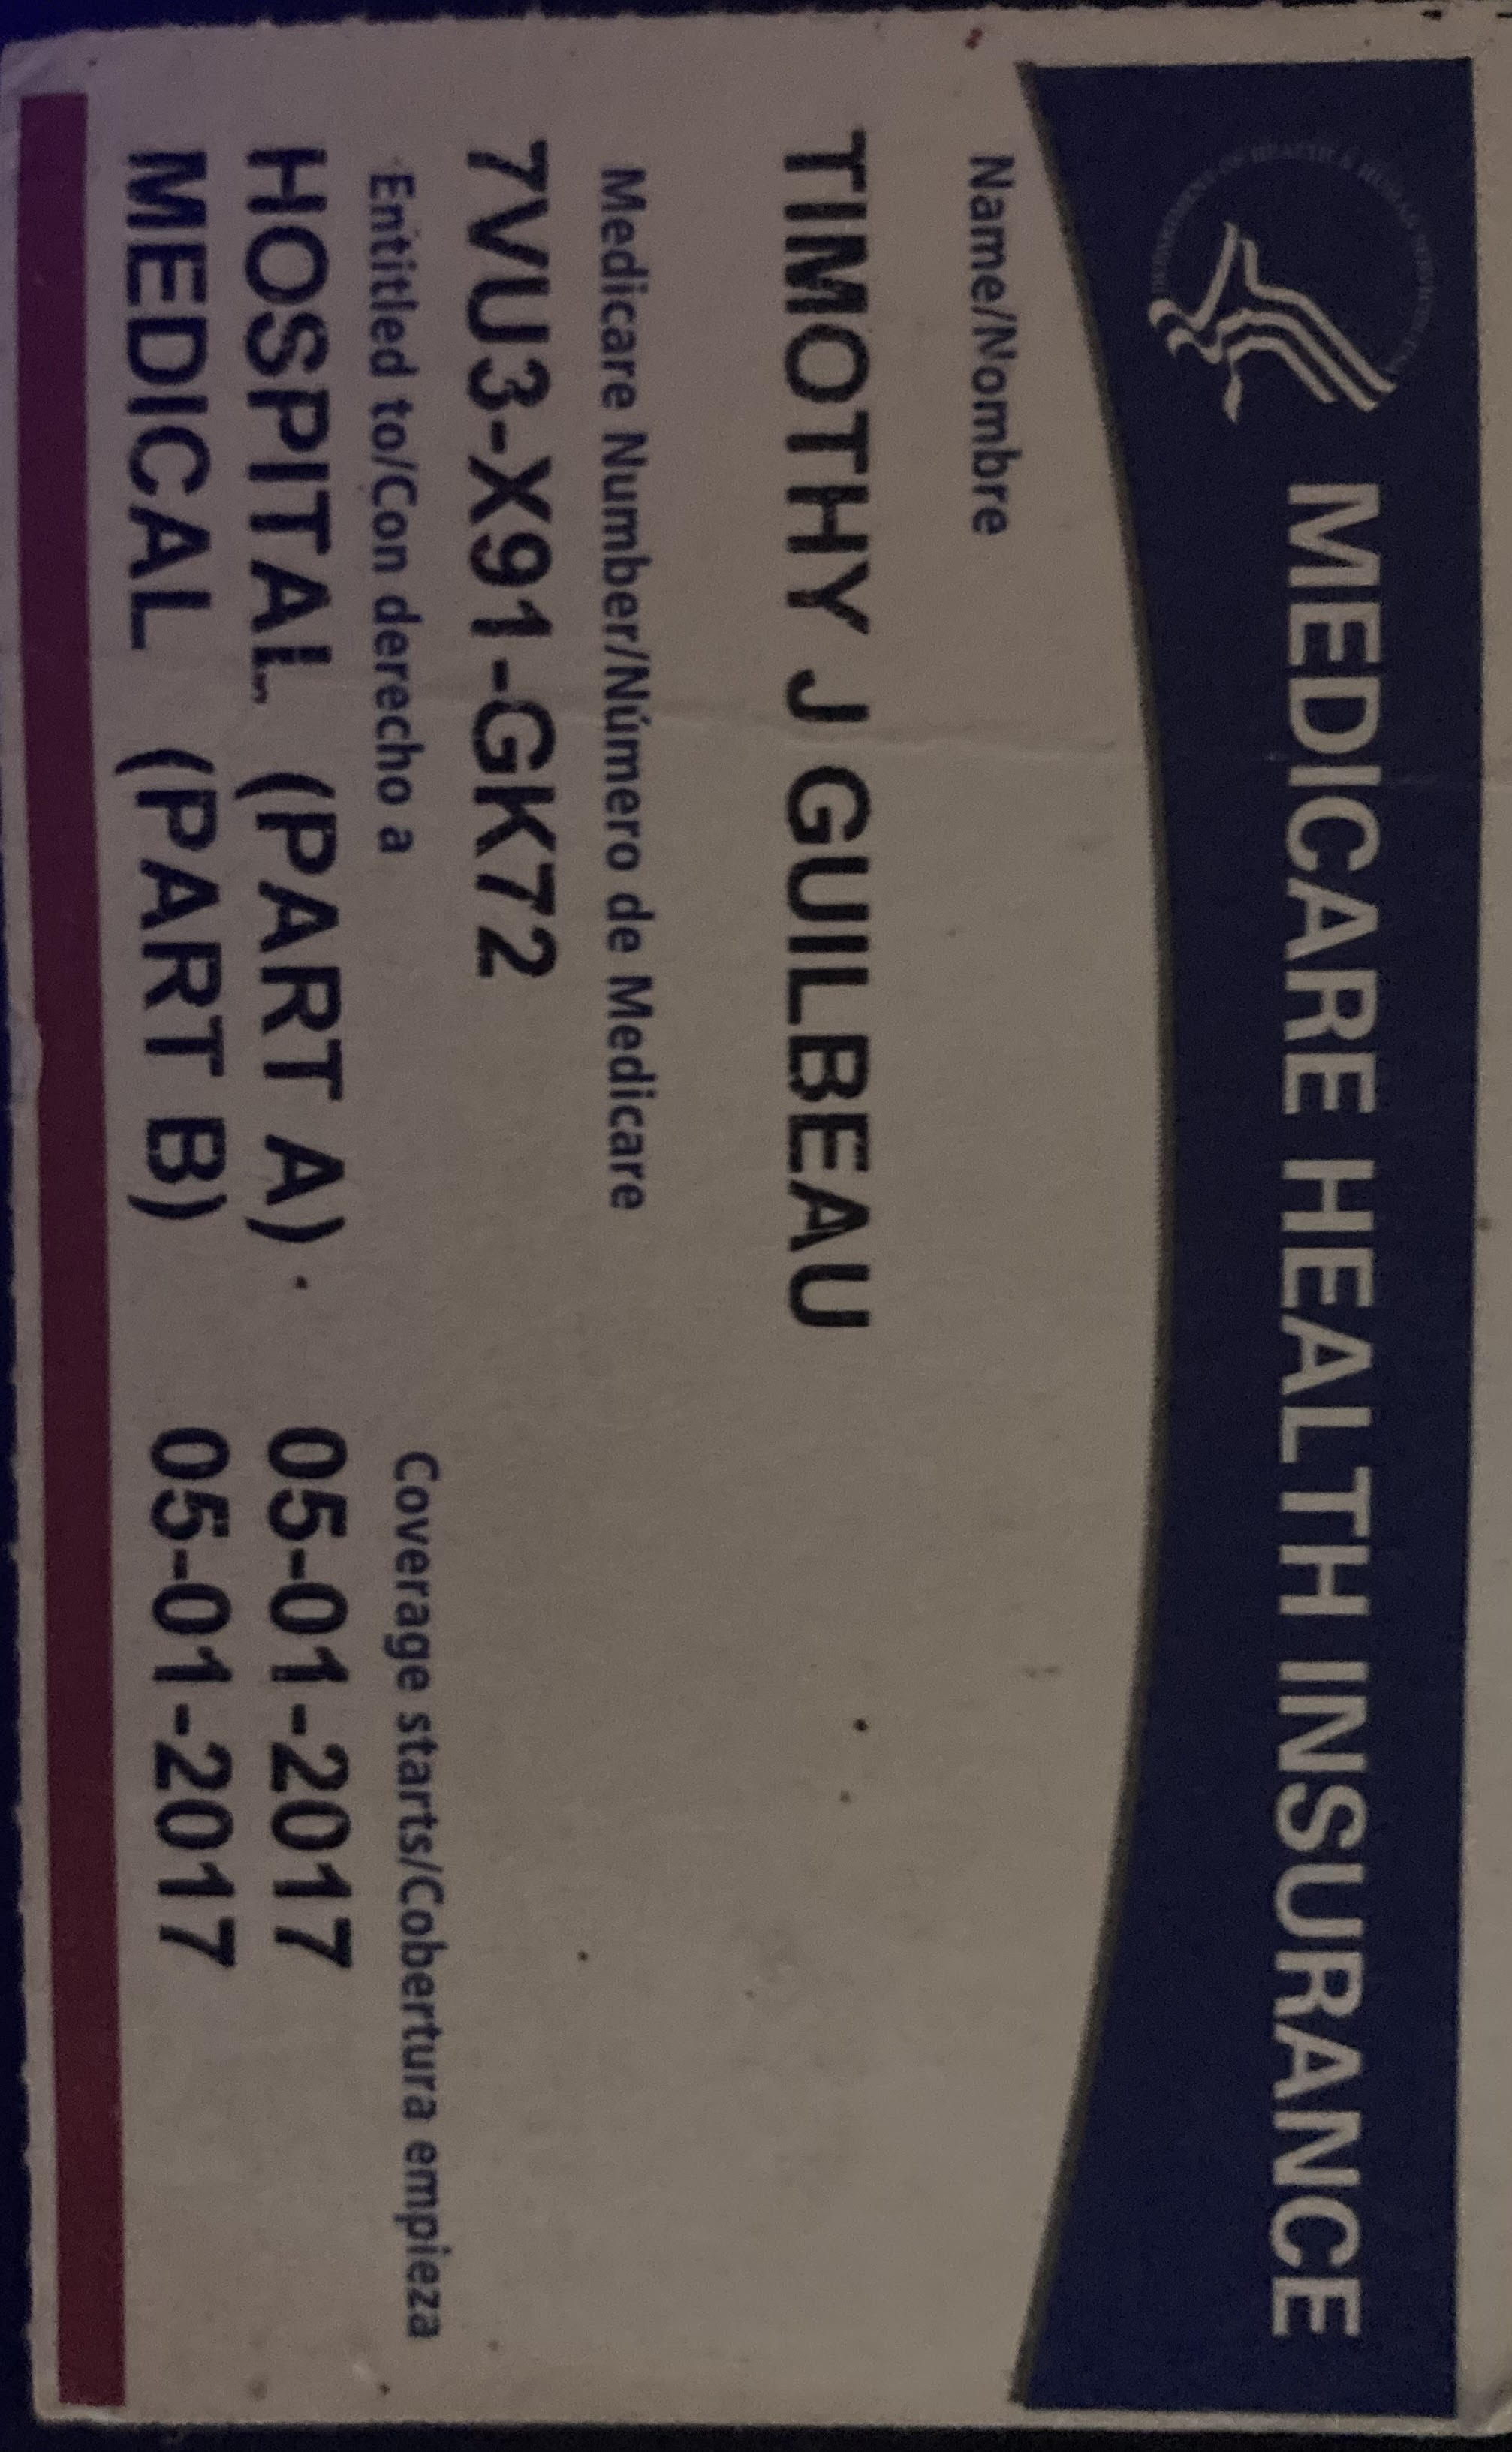 MEDICARE HEALTH INSURANCE
Name/Nombre
TIMOTHY J GUILBEAU
Medicare Number/Número de Medicare
7VU3-X91-GK72
Entitled to/Con derecho a
Coverage starts/Cobertura empieza
HOSPITAL (PART A) 05-01-2017
MEDICAL (PART B) 05-01-2017